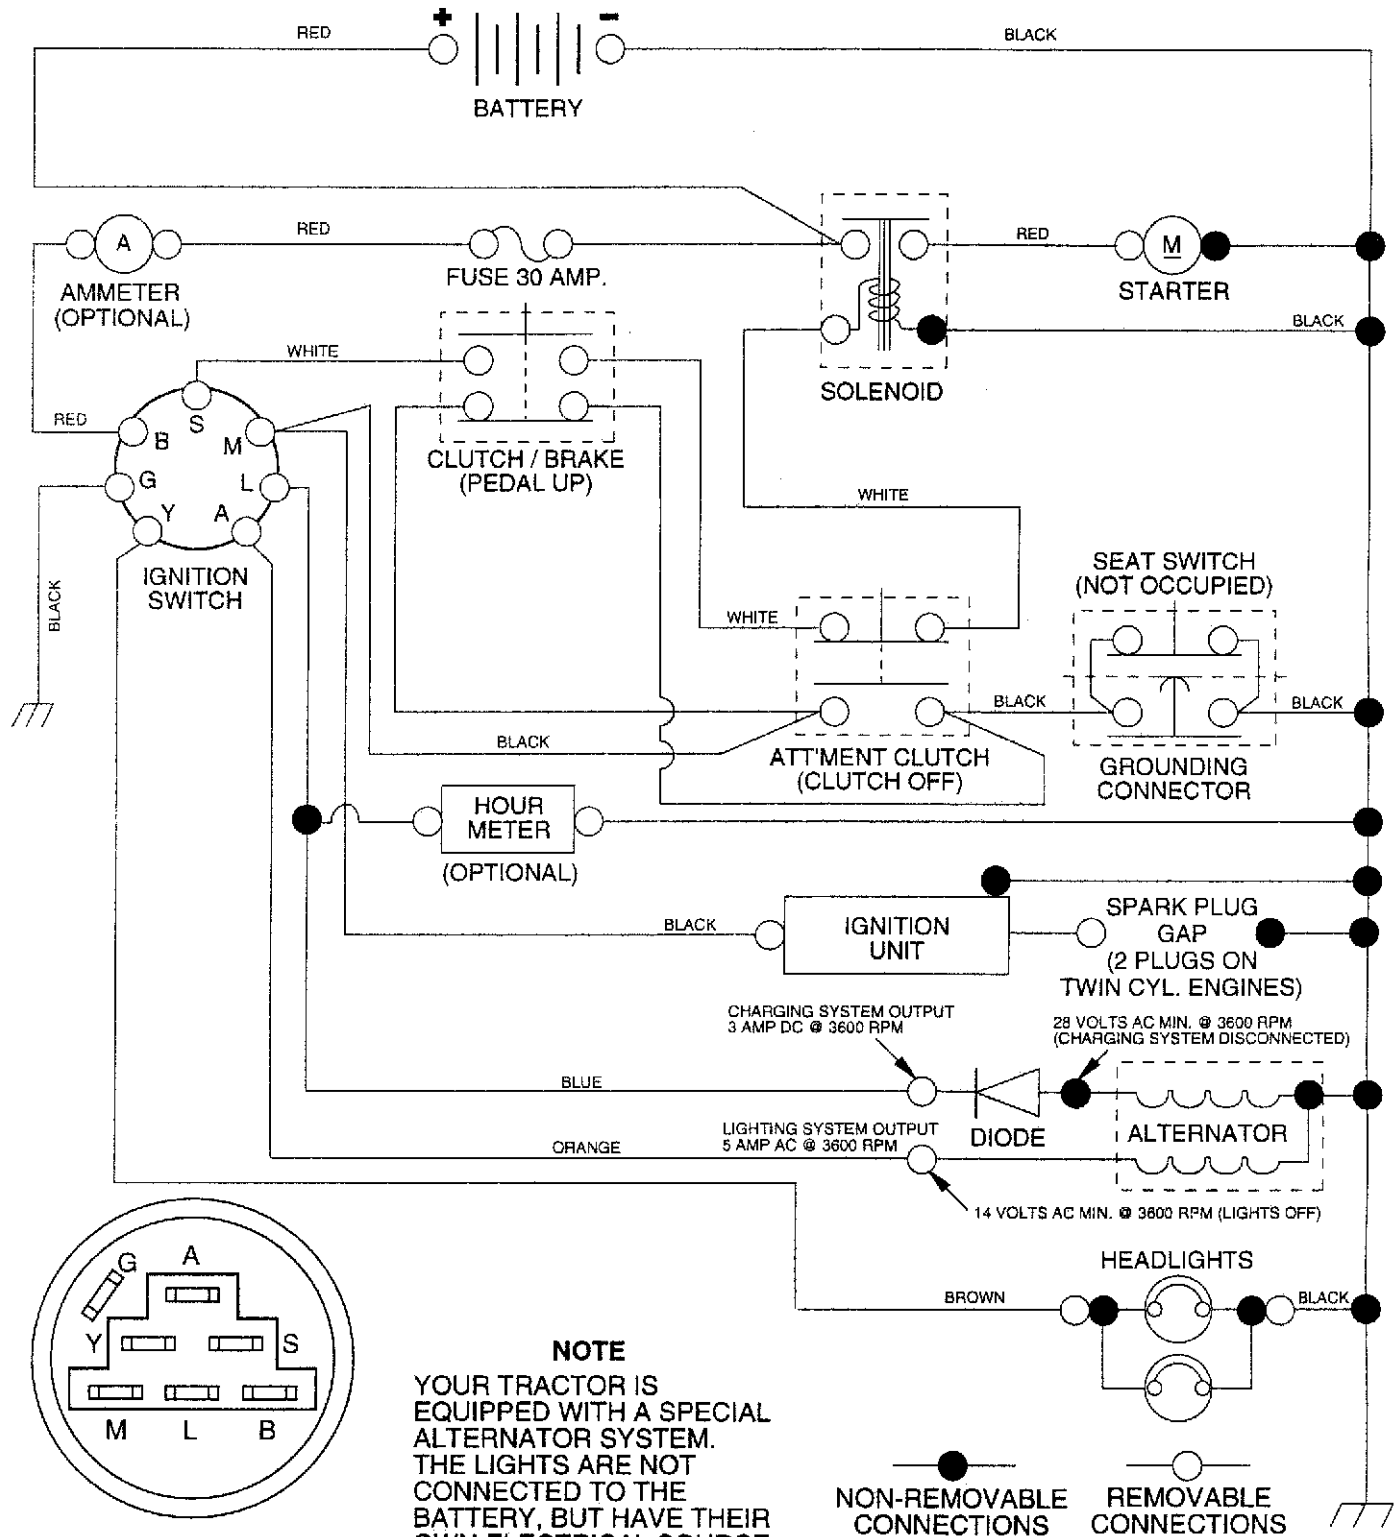 + -
RED
BLACK
BATTERY
A
RED
RED
M
FUSE 30 AMP.
AMMETER
(OPTIONAL)
STARTER
BLACK
WHITE
SOLENOID
RED
S
B
M
G
L
Y
A
CLUTCH / BRAKE
(PEDAL UP)
WHITE
IGNITION
SWITCH
BLACK
SEAT SWITCH
(NOT OCCUPIED)
WHITE
BLACK
BLACK
BLACK
ATT'MENT CLUTCH
(CLUTCH OFF)
GROUNDING
CONNECTOR
HOUR
METER
(OPTIONAL)
BLACK
IGNITION
UNIT
SPARK PLUG
GAP
(2 PLUGS ON
TWIN CYL. ENGINES)
CHARGING SYSTEM OUTPUT
3 AMP DC @ 3600 RPM
28 VOLTS AC MIN. @ 3600 RPM
(CHARGING SYSTEM DISCONNECTED)
BLUE
DIODE
ALTERNATOR
LIGHTING SYSTEM OUTPUT
5 AMP AC @ 3600 RPM
ORANGE
14 VOLTS AC MIN. @ 3600 RPM (LIGHTS OFF)
HEADLIGHTS
BROWN
BLACK
G
A
Y
S
M L B
NOTE
YOUR TRACTOR IS
EQUIPPED WITH A SPECIAL
ALTERNATOR SYSTEM.
THE LIGHTS ARE NOT
CONNECTED TO THE
BATTERY, BUT HAVE THEIR
OWN ELECTRICAL SOURCE
NON-REMOVABLE
CONNECTIONS
REMOVABLE
CONNECTIONS